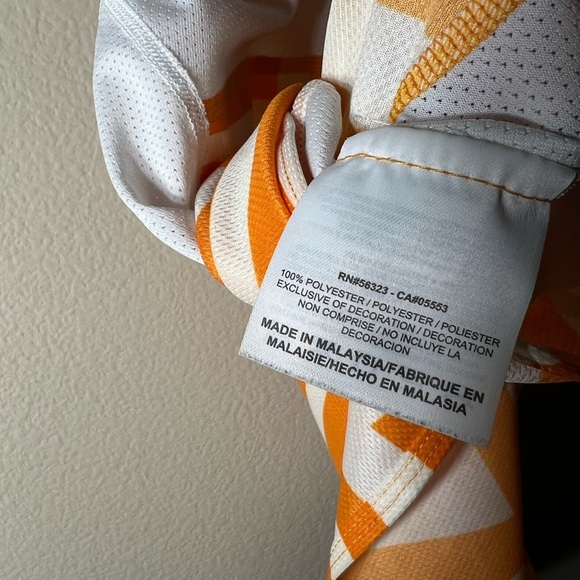 RN#56323 - CA#05553
100% POLYESTER / POLYESTER / POLIESTER
EXCLUSIVE OF DECORATION / DECORATION
NON COMPRISE / NO INCLUYE LA
DECORACION
MADE IN MALAYSIA/FABRIQUE EN
MALAISIE/HECHO EN MALASIA